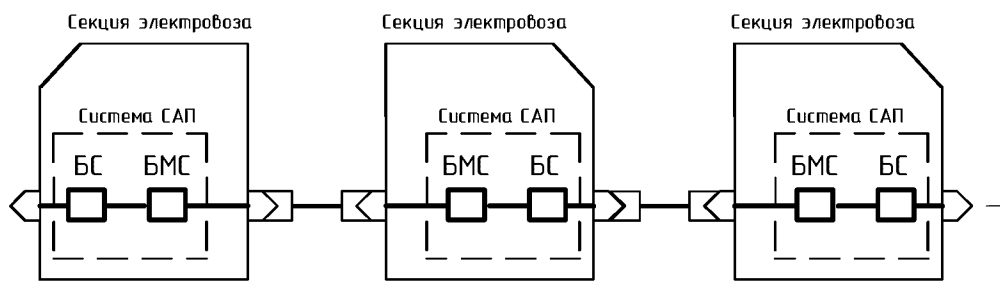 Секция электровоза Секция электровоза Секция электровоза
Система САП Система САП Система САП
БС БМС БМС БС БМС БС